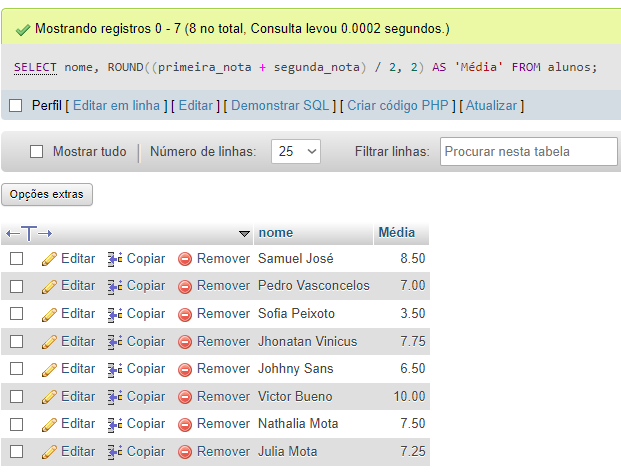 Mostrando registros 0 - 7 (8 no total, Consulta levou 0.0002 segundos.)
SELECT nome, ROUND((primeira_nota + segunda_nota) / 2, 2) AS 'Média' FROM alunos;
Perfil [ Editar em linha ] [ Editar ] [ Demonstrar SQL ] [ Criar código PHP ] [ Atualizar ]
Mostrar tudo Número de linhas: 25 Filtrar linhas: Procurar nesta tabela
Opções extras
nome Média
Editar Copiar Remover Samuel José 8.50
Editar Copiar Remover Pedro Vasconcelos 7.00
Editar Copiar Remover Sofia Peixoto 3.50
Editar Copiar Remover Jhonatan Vinicus 7.75
Editar Copiar Remover Johhny Sans 6.50
Editar Copiar Remover Victor Bueno 10.00
Editar Copiar Remover Nathalia Mota 7.50
Editar Copiar Remover Julia Mota 7.25